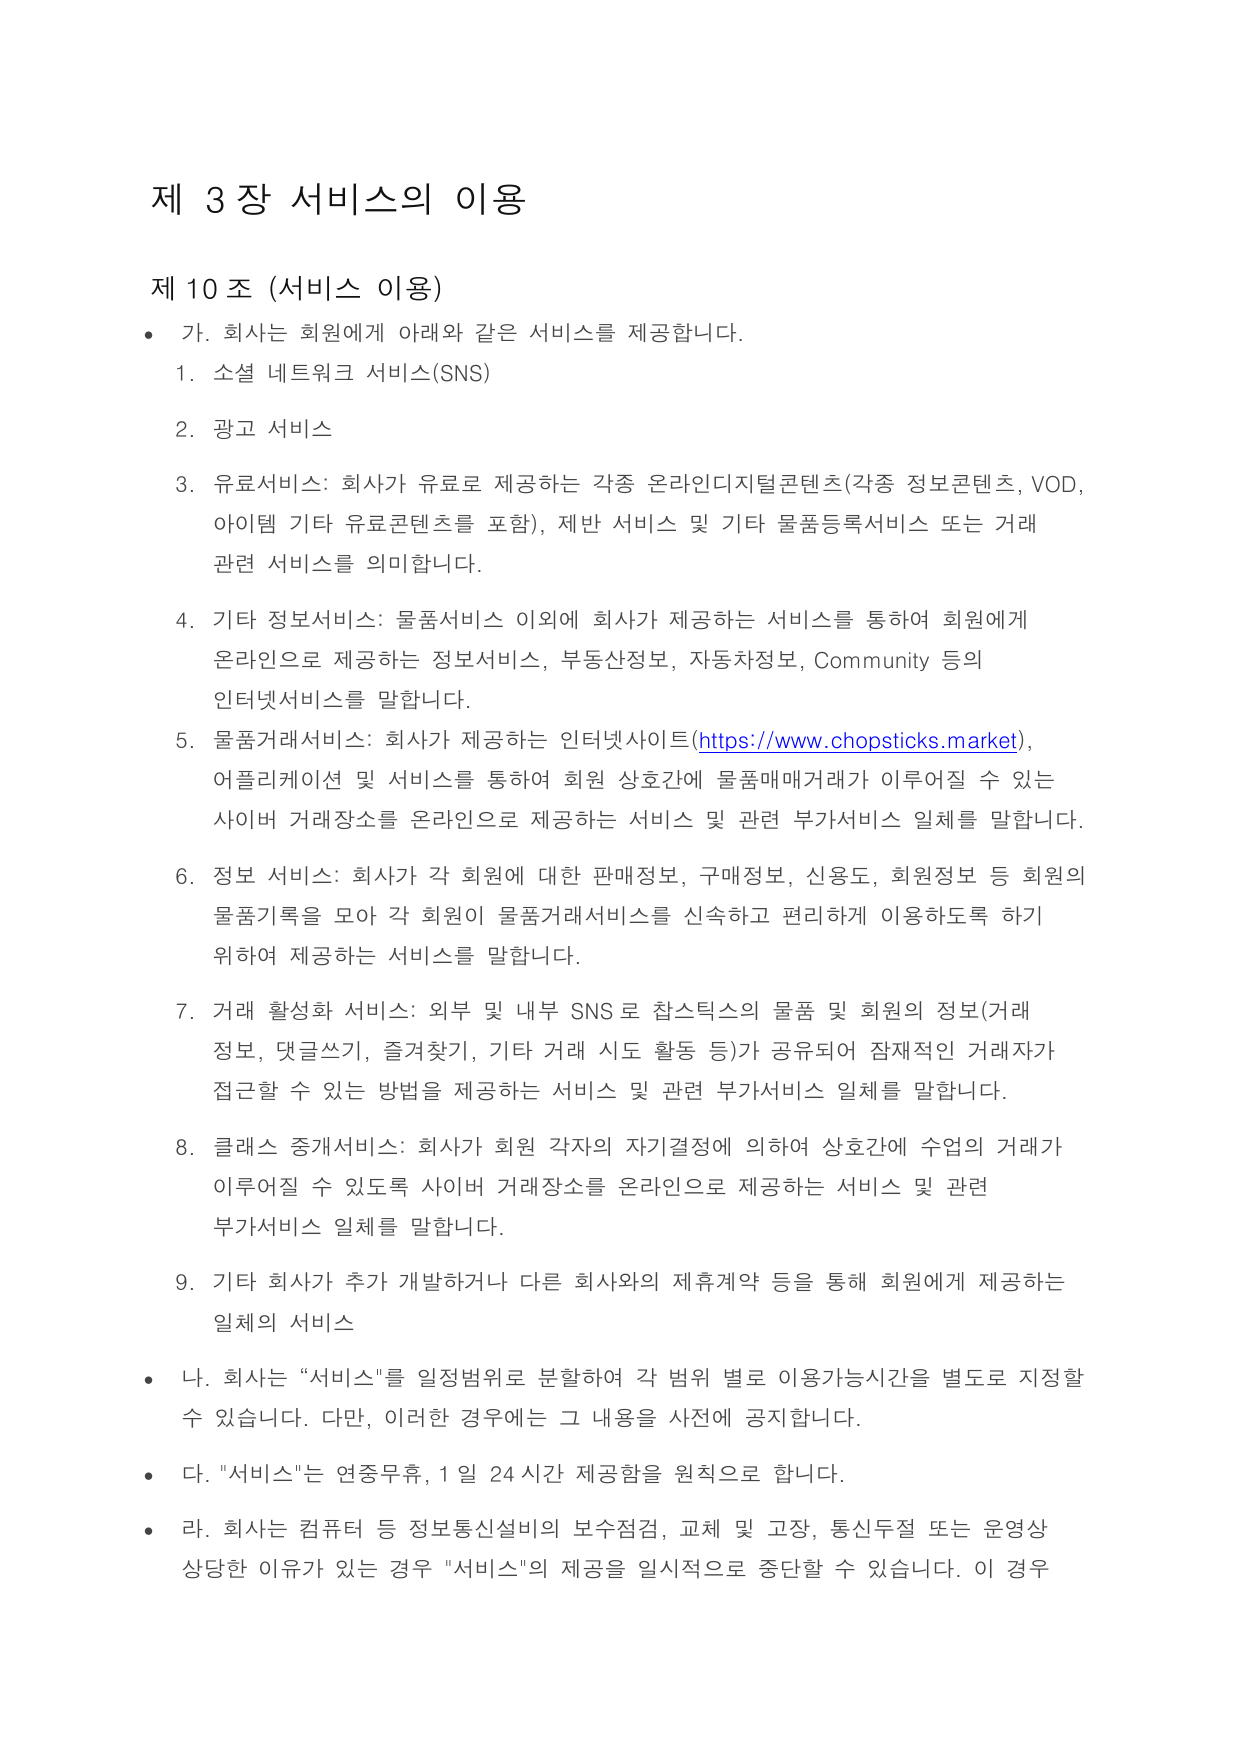 제 3장 서비스의 이용
제 10조 (서비스 이용)
• 가. 회사는 회원에게 아래와 같은 서비스를 제공합니다.
1. 소셜 네트워크 서비스(SNS)
2. 광고 서비스
3. 유료서비스: 회사가 유료로 제공하는 각종 온라인디지털콘텐츠(각종 정보콘텐츠, VOD,
아이템 기타 유료콘텐츠를 포함), 제반 서비스 및 기타 물품등록서비스 또는 거래
관련 서비스를 의미합니다.
4. 기타 정보서비스: 물품서비스 이외에 회사가 제공하는 서비스를 통하여 회원에게
온라인으로 제공하는 정보서비스, 부동산정보, 자동차정보, Community 등의
인터넷서비스를 말합니다.
5. 물품거래서비스: 회사가 제공하는 인터넷사이트(https://www.chopsticks.market),
어플리케이션 및 서비스를 통하여 회원 상호간에 물품매매거래가 이루어질 수 있는
사이버 거래장소를 온라인으로 제공하는 서비스 및 관련 부가서비스 일체를 말합니다.
6. 정보 서비스: 회사가 각 회원에 대한 판매정보, 구매정보, 신용도, 회원정보 등 회원의
물품기록을 모아 각 회원이 물품거래서비스를 신속하고 편리하게 이용하도록 하기
위하여 제공하는 서비스를 말합니다.
7. 거래 활성화 서비스: 외부 및 내부 SNS로 찹스틱스의 물품 및 회원의 정보(거래
정보, 댓글쓰기, 즐겨찾기, 기타 거래 시도 활동 등)가 공유되어 잠재적인 거래자가
접근할 수 있는 방법을 제공하는 서비스 및 관련 부가서비스 일체를 말합니다.
8. 클래스 중개서비스: 회사가 회원 각자의 자기결정에 의하여 상호간에 수업의 거래가
이루어질 수 있도록 사이버 거래장소를 온라인으로 제공하는 서비스 및 관련
부가서비스 일체를 말합니다.
9. 기타 회사가 추가 개발하거나 다른 회사와의 제휴계약 등을 통해 회원에게 제공하는
일체의 서비스
• 나. 회사는 “서비스"를 일정범위로 분할하여 각 범위 별로 이용가능시간을 별도로 지정할
수 있습니다. 다만, 이러한 경우에는 그 내용을 사전에 공지합니다.
• 다. "서비스"는 연중무휴, 1일 24시간 제공함을 원칙으로 합니다.
• 라. 회사는 컴퓨터 등 정보통신설비의 보수점검, 교체 및 고장, 통신두절 또는 운영상
상당한 이유가 있는 경우 "서비스"의 제공을 일시적으로 중단할 수 있습니다. 이 경우